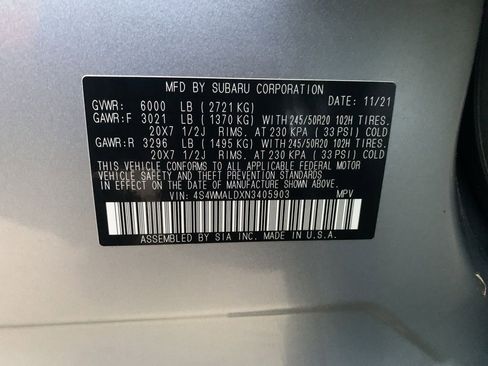 MFD BY SUBARU CORPORATION
GVWR: 6000 LB (2721 KG) DATE: 11/21
GAWR:F 3021 LB (1370 KG) WITH 245/50R20 102H TIRES.
20X7 1/2J RIMS. AT 230 KPA (33 PSI) COLD
GAWR:R 3296 LB (1495 KG) WITH 245/50R20 102H TIRES.
20X7 1/2J RIMS. AT 230 KPA (33 PSI) COLD
THIS VEHICLE CONFORMS TO ALL APPLICABLE FEDERAL MOTOR
VEHICLE SAFETY AND THEFT PREVENTION STANDARDS
IN EFFECT ON THE DATE OF MANUFACTURE SHOWN ABOVE.
VIN: 4S4WMALDXN3405903 MPV
ASSEMBLED BY SIA INC. MADE IN U.S.A.